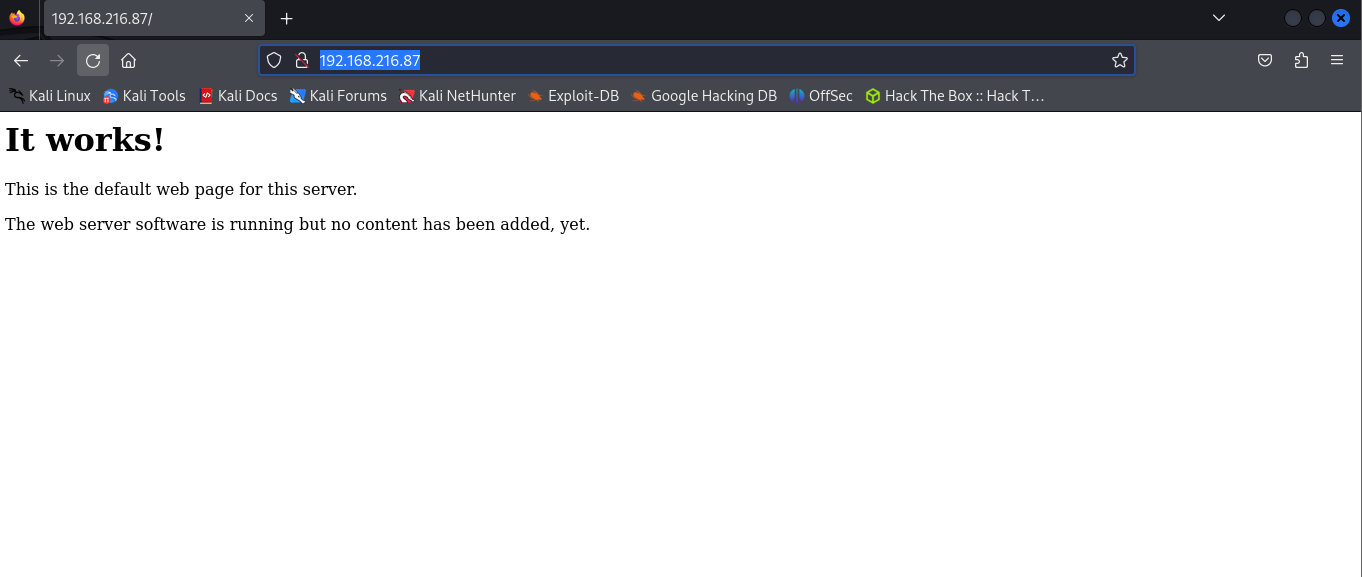 192.168.216.87/
192.168.216.87
Kali Linux Kali Tools Kali Docs Kali Forums Kali NetHunter Exploit-DB Google Hacking DB OffSec Hack The Box :: Hack T…
It works!
This is the default web page for this server.
The web server software is running but no content has been added, yet.